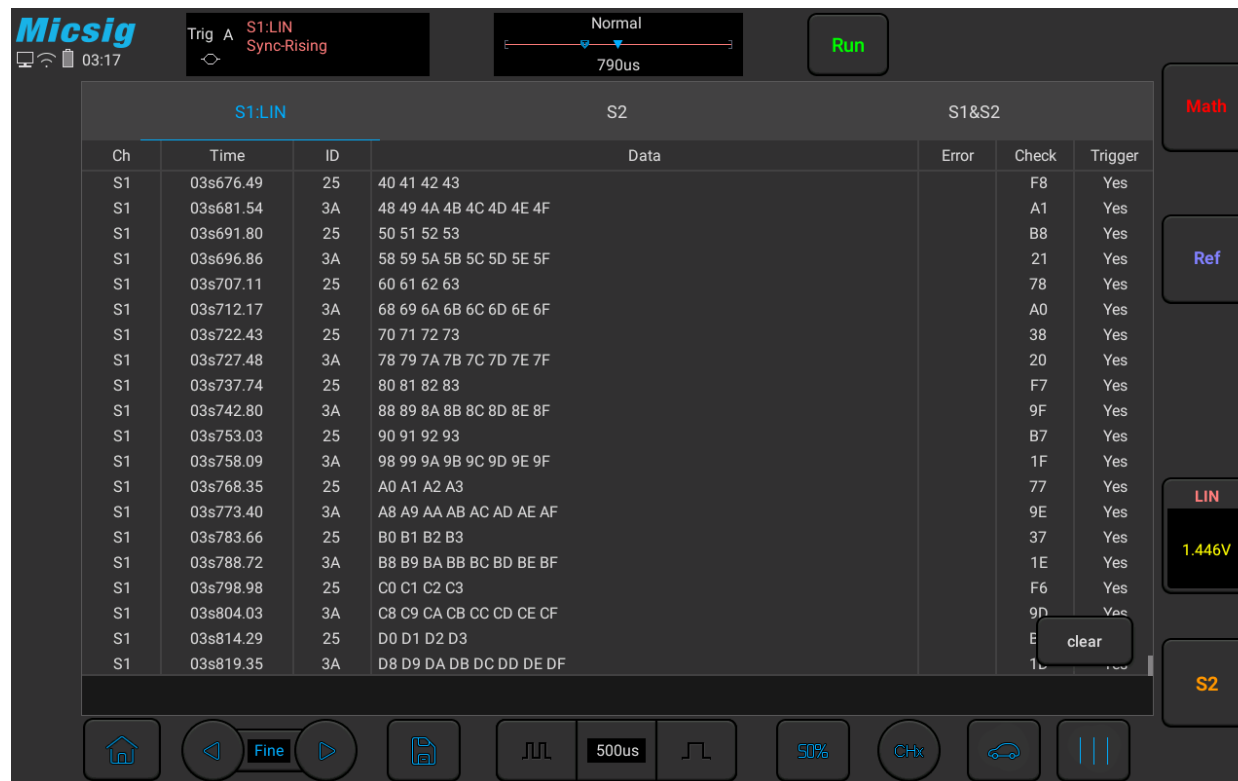 Micsig
Trig A S1:LIN
Sync-Rising
Normal
790us
Run
03:17
Math
S1:LIN S2 S1&S2
Ch Time ID Data Error Check Trigger
S1 03s676.49 25 40 41 42 43 F8 Yes
S1 03s681.54 3A 48 49 4A 4B 4C 4D 4E 4F A1 Yes
S1 03s691.80 25 50 51 52 53 B8 Yes
S1 03s696.86 3A 58 59 5A 5B 5C 5D 5E 5F 21 Yes
Ref
S1 03s707.11 25 60 61 62 63 78 Yes
S1 03s712.17 3A 68 69 6A 6B 6C 6D 6E 6F A0 Yes
S1 03s722.43 25 70 71 72 73 38 Yes
S1 03s727.48 3A 78 79 7A 7B 7C 7D 7E 7F 20 Yes
S1 03s737.74 25 80 81 82 83 F7 Yes
S1 03s742.80 3A 88 89 8A 8B 8C 8D 8E 8F 9F Yes
S1 03s753.03 25 90 91 92 93 B7 Yes
S1 03s758.09 3A 98 99 9A 9B 9C 9D 9E 9F 1F Yes
S1 03s768.35 25 A0 A1 A2 A3 77 Yes
LIN
S1 03s773.40 3A A8 A9 AA AB AC AD AE AF 9E Yes
S1 03s783.66 25 B0 B1 B2 B3 37 Yes
1.446V
S1 03s788.72 3A B8 B9 BA BB BC BD BE BF 1E Yes
S1 03s798.98 25 C0 C1 C2 C3 F6 Yes
S1 03s804.03 3A C8 C9 CA CB CC CD CE CF 9D Yes
S1 03s814.29 25 D0 D1 D2 D3
clear
S1 03s819.35 3A D8 D9 DA DB DC DD DE DF
S2
Fine
500us
50%
CHx